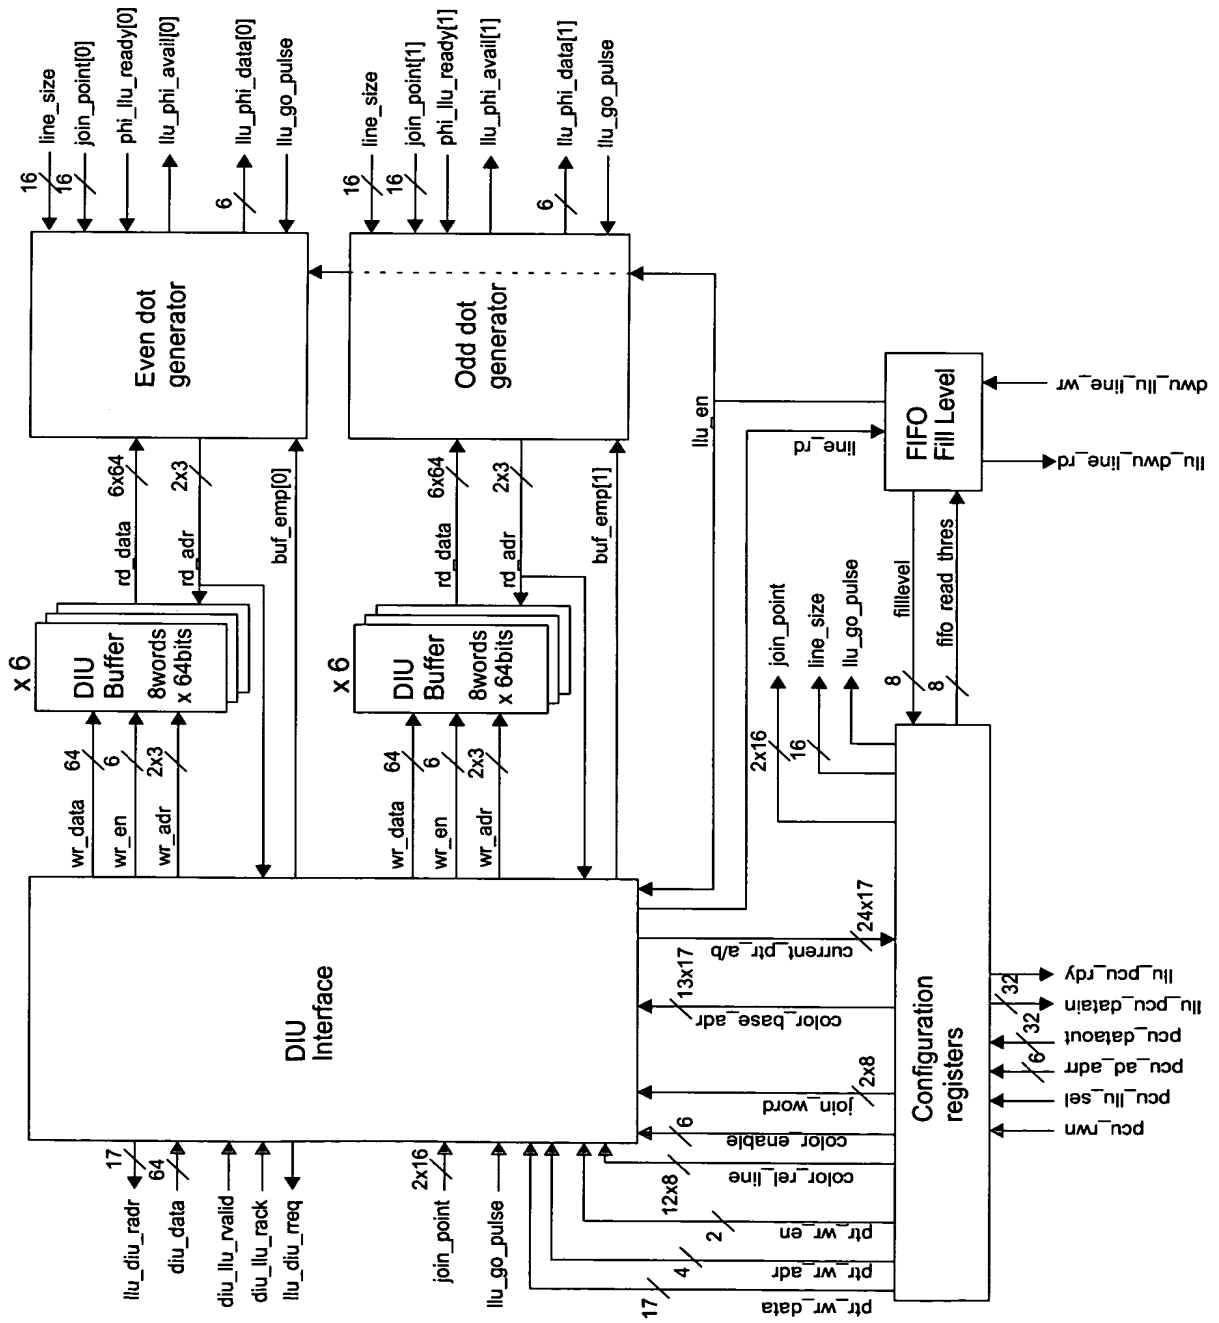 line_size
16
join_point[0]
16
phi_llu_ready[0]
llu_phi_avail[0]
llu_phi_data[0]
6
llu_go_pulse
line_size
16
join_point[1]
16
phi_llu_ready[1]
llu_phi_avail[1]
llu_phi_data[1]
6
llu_go_pulse
Even dot
generator
Odd dot
generator
rd_data
6x64
rd_adr
2x3
buf_emp[0]
rd_data
6x64
rd_adr
2x3
buf_emp[1]
x 6
DIU
Buffer
8words
x 64bits
x 6
DIU
Buffer
8words
x 64bits
wr_data
64
wr_en
6
wr_adr
2x3
wr_data
64
wr_en
6
wr_adr
2x3
llu_en
line_rd
FIFO
Fill Level
dwu_llu_line_wr
llu_dwu_line_rd
filllevel
8
fifo_read_thres
8
join_point
2x16
line_size
16
llu_go_pulse
DIU
Interface
llu_diu_radr
17
diu_data
64
diu_llu_rvalid
diu_llu_rack
llu_diu_rreq
join_point
2x16
llu_go_pulse
current_ptr_a/b
24x17
color_base_adr
13x17
join_word
2x8
color_enable
6
color_rel_line
12x8
ptr_wr_en
2
ptr_wr_adr
4
ptr_wr_data
17
Configuration
registers
llu_pcu_rdy
llu_pcu_datain
32
pcu_dataout
32
pcu_ad_adrr
6
pcu_llu_sel
pcu_rwn